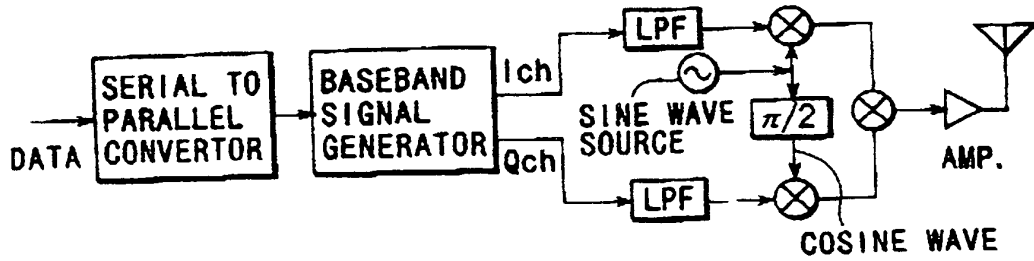 DATA
SERIAL TO
PARALLEL
CONVERTOR
BASEBAND
SIGNAL
GENERATOR
Ich
Qch
LPF
SINE WAVE
SOURCE
π/2
LPF
COSINE WAVE
AMP.